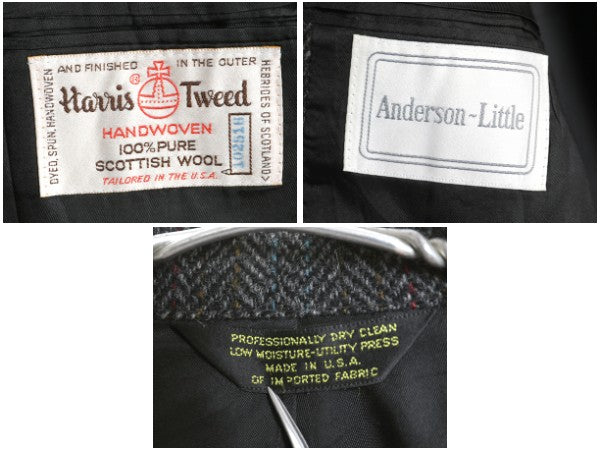 AND FINISHED IN THE OUTER
HEBRIDES OF SCOTLAND>
DYED, SPUN, HANDWOVEN
Harris ® Tweed
HANDWOVEN
100% PURE
SCOTTISH WOOL
TAILORED IN THE U.S.A.
Anderson~Little
PROFESSIONALLY DRY CLEAN
LOW MOISTURE-UTILITY PRESS
MADE IN U.S.A.
OF IMPORTED FABRIC